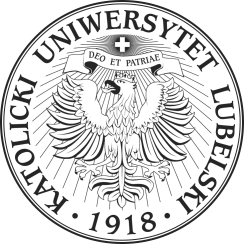 KATOLICKI UNIWERSYTET LUBELSKI
DEO ET PATRIAE
· 1918 ·